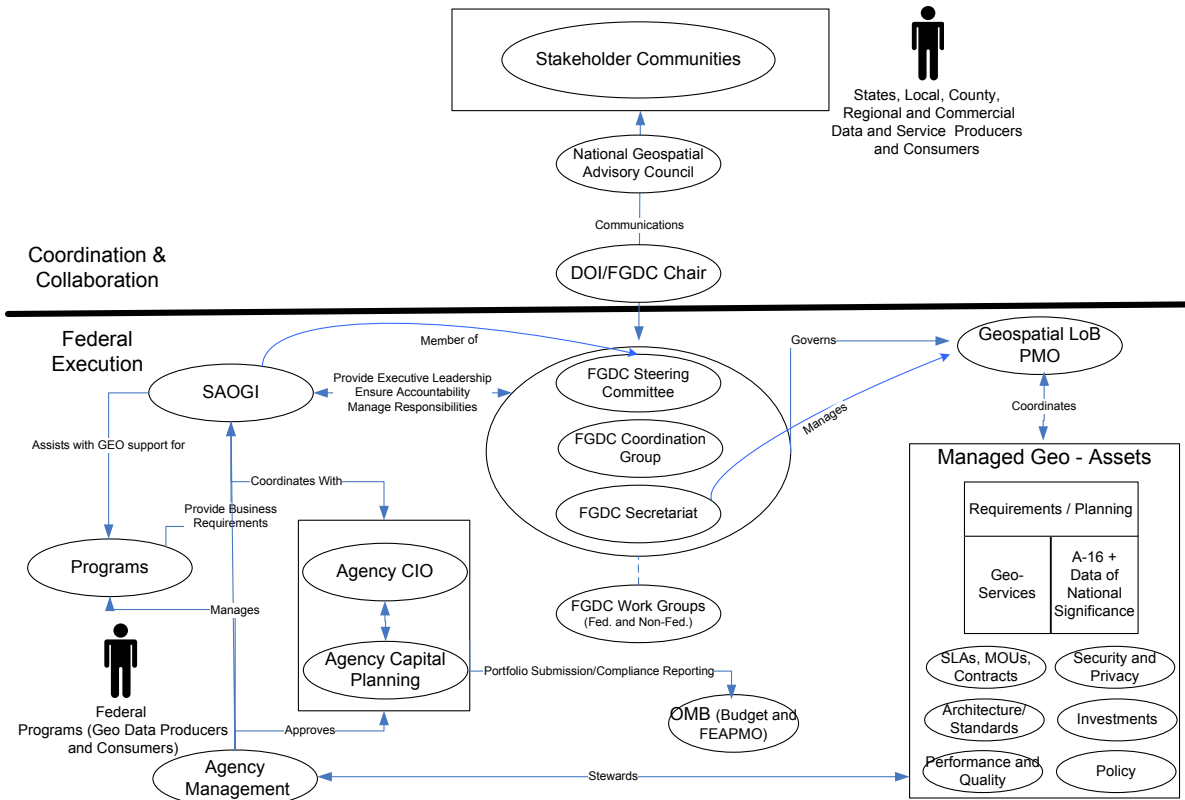 Stakeholder Communities
States, Local, County,
Regional and Commercial
Data and Service Producers
and Consumers
National Geospatial
Advisory Council
Communications
Coordination &
Collaboration
DOI/FGDC Chair
Federal
Execution
Member of
Governs
Geospatial LoB
PMO
SAOGI
Provide Executive Leadership
Ensure Accountability
Manage Responsibilities
FGDC Steering
Committee
Manages
Coordinates
Assists with GEO support for
FGDC Coordination
Group
Managed Geo - Assets
Coordinates With
Provide Business
Requirements
FGDC Secretariat
Requirements / Planning
Programs
Agency CIO
Geo-
Services
A-16 +
Data of
National
Significance
Manages
FGDC Work Groups
(Fed. and Non-Fed.)
Agency Capital
Planning
Portfolio Submission/Compliance Reporting
SLAs, MOUs,
Contracts
Security and
Privacy
Federal
Programs (Geo Data Producers
and Consumers)
Approves
OMB (Budget and
FEAPMO)
Architecture/
Standards
Investments
Agency
Management
Stewards
Performance and
Quality
Policy